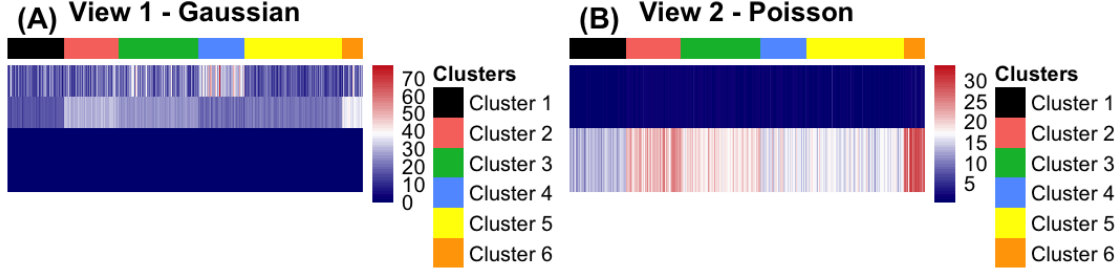 (A) View 1 - Gaussian
70
60
50
40
30
20
10
0
Clusters
Cluster 1
Cluster 2
Cluster 3
Cluster 4
Cluster 5
Cluster 6
(B) View 2 - Poisson
30
25
20
15
10
5
Clusters
Cluster 1
Cluster 2
Cluster 3
Cluster 4
Cluster 5
Cluster 6